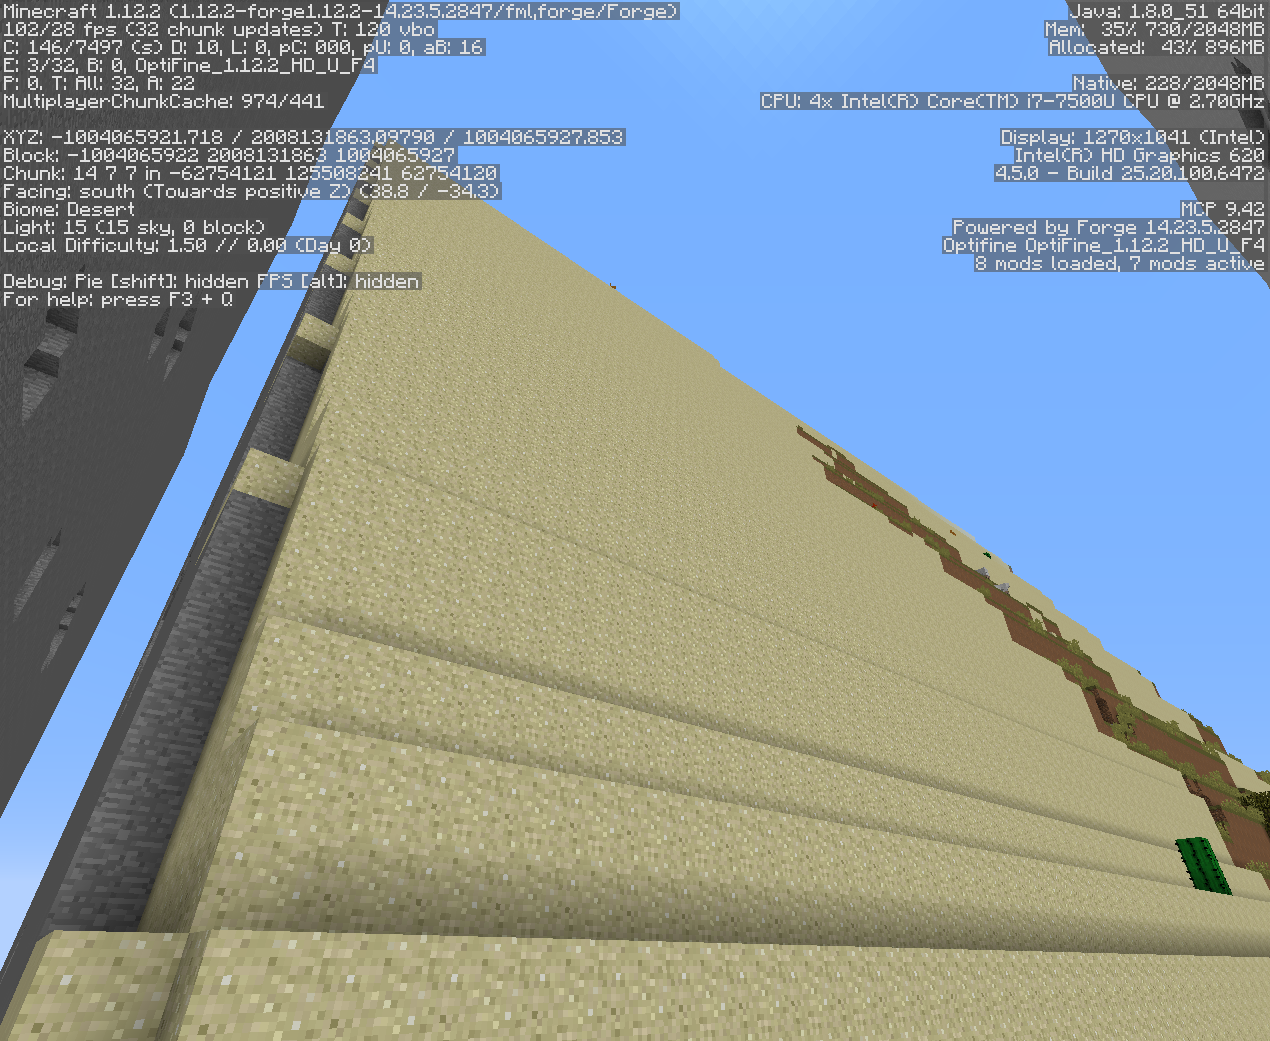 Minecraft 1.12.2 (1.12.2-forge1.12.2-14.23.5.2847/fml,forge/Forge)
102/28 fps (32 chunk updates) T: 120 vbo
C: 146/7497 (s) D: 10, L: 0, pC: 000, pU: 0, aB: 16
E: 3/32, B: 0, OptiFine_1.12.2_HD_U_F4
P: 0. T: All: 32, A: 22
MultiplayerChunkCache: 974/441
XYZ: -1004065921.718 / 2008131863.09790 / 1004065927.853
Block: -1004065922 2008131863 1004065927
Chunk: 14 7 7 in -62754121 125508241 62754120
Facing: south (Towards positive Z) (38.8 / -34.3)
Biome: Desert
Light: 15 (15 sky, 0 block)
Local Difficulty: 1.50 // 0.00 (Day 0)
Debug: Pie [shift]: hidden FPS [alt]: hidden
For help: press F3 + Q
Java: 1.8.0_51 64bit
Mem: 35% 730/2048MB
Allocated: 43% 896MB
Native: 228/2048MB
CPU: 4x Intel(R) Core(TM) i7-7500U CPU @ 2.70GHz
Display: 1270x1041 (Intel)
Intel(R) HD Graphics 620
4.5.0 - Build 25.20.100.6472
MCP 9.42
Powered by Forge 14.23.5.2847
Optifine OptiFine_1.12.2_HD_U_F4
8 mods loaded, 7 mods active